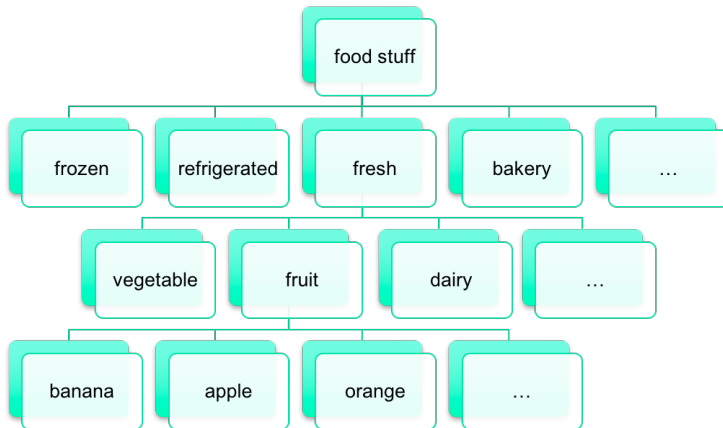 food stuff
frozen
refrigerated
fresh
bakery
…
vegetable
fruit
dairy
…
banana
apple
orange
…